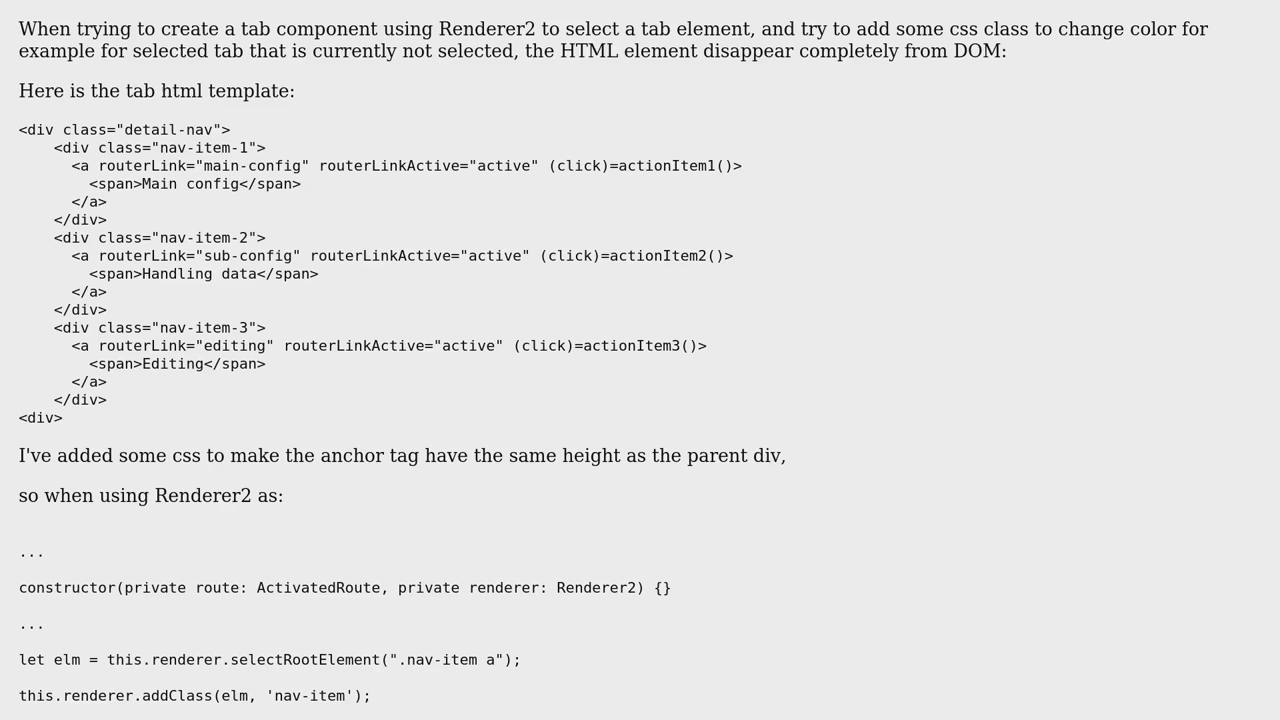 When trying to create a tab component using Renderer2 to select a tab element, and try to add some css class to change color for
example for selected tab that is currently not selected, the HTML element disappear completely from DOM:
Here is the tab html template:
<div class="detail-nav">
    <div class="nav-item-1">
      <a routerLink="main-config" routerLinkActive="active" (click)=actionItem1()>
        <span>Main config</span>
      </a>
    </div>
    <div class="nav-item-2">
      <a routerLink="sub-config" routerLinkActive="active" (click)=actionItem2()>
        <span>Handling data</span>
      </a>
    </div>
    <div class="nav-item-3">
      <a routerLink="editing" routerLinkActive="active" (click)=actionItem3()>
        <span>Editing</span>
      </a>
    </div>
<div>
I've added some css to make the anchor tag have the same height as the parent div,
so when using Renderer2 as:
...
constructor(private route: ActivatedRoute, private renderer: Renderer2) {}
...
let elm = this.renderer.selectRootElement(".nav-item a");
this.renderer.addClass(elm, 'nav-item');